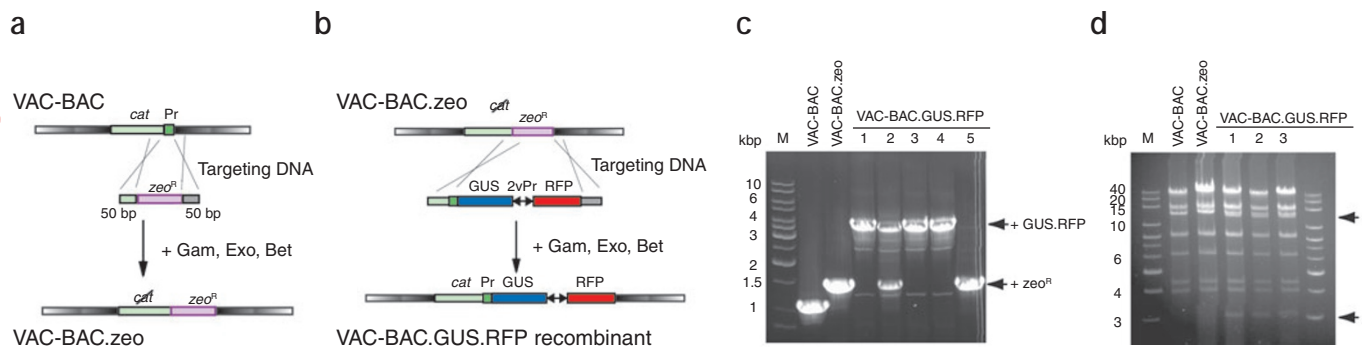 a
VAC-BAC
cat Pr
Targeting DNA
zeoR
50 bp 50 bp
+ Gam, Exo, Bet
cat zeoR
VAC-BAC.zeo
b
VAC-BAC.zeo
cat
zeoR
Targeting DNA
GUS 2vPr RFP
+ Gam, Exo, Bet
cat Pr GUS RFP
VAC-BAC.GUS.RFP recombinant
c
VAC-BAC
VAC-BAC.zeo
VAC-BAC.GUS.RFP
kbp M 1 2 3 4 5
10
6
4
3
2
1.5
1
+ GUS.RFP
+ zeoR
d
VAC-BAC
VAC-BAC.zeo
VAC-BAC.GUS.RFP
kbp M 1 2 3
40
20
15
10
6
4
3